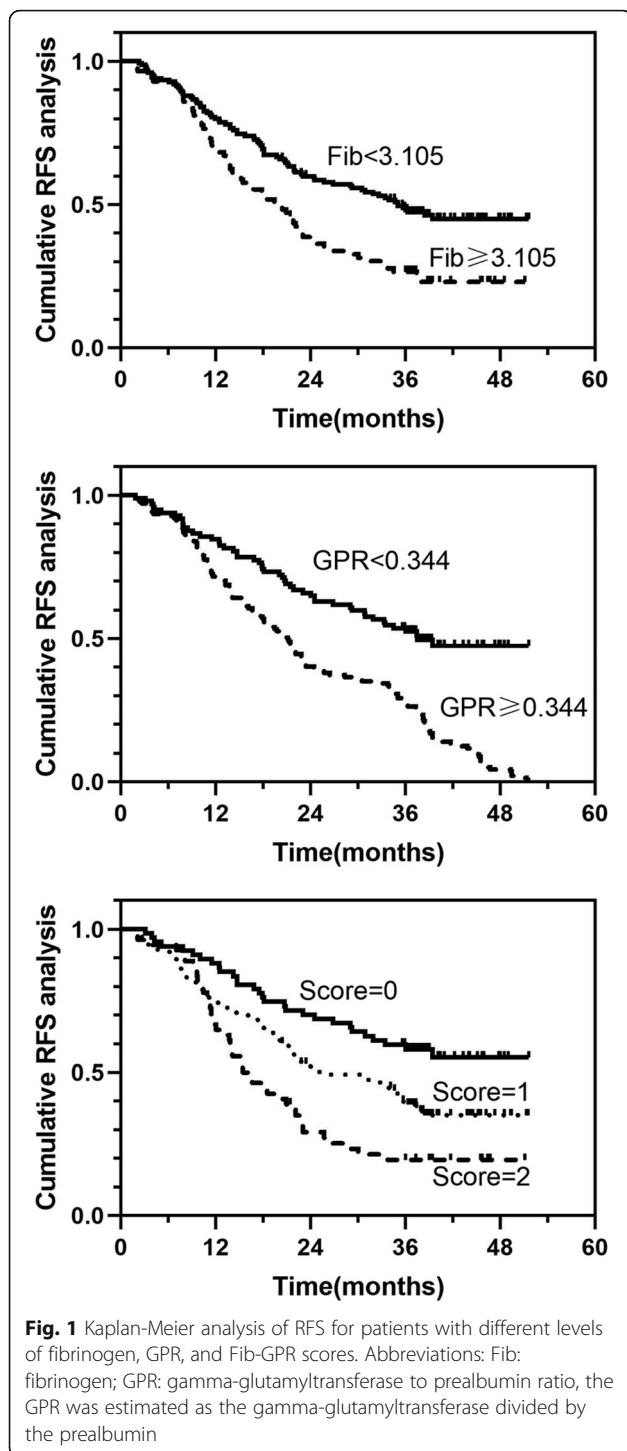 Cumulative RFS analysis
1.0
0.5
0.0
Fib<3.105
Fib≥3.105
0 12 24 36 48 60
Time(months)
Cumulative RFS analysis
1.0
0.5
0.0
GPR<0.344
GPR≥0.344
0 12 24 36 48 60
Time(months)
Cumulative RFS analysis
1.0
0.5
0.0
Score=0
Score=1
Score=2
0 12 24 36 48 60
Time(months)
Fig. 1 Kaplan-Meier analysis of RFS for patients with different levels
of fibrinogen, GPR, and Fib-GPR scores. Abbreviations: Fib:
fibrinogen; GPR: gamma-glutamyltransferase to prealbumin ratio, the
GPR was estimated as the gamma-glutamyltransferase divided by
the prealbumin